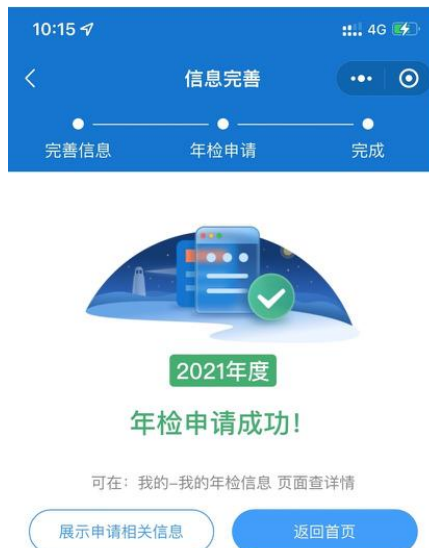 10:15 4G
信息完善
完善信息 年检申请 完成
2021年度
年检申请成功!
可在: 我的-我的年检信息 页面查详情
展示申请相关信息 返回首页